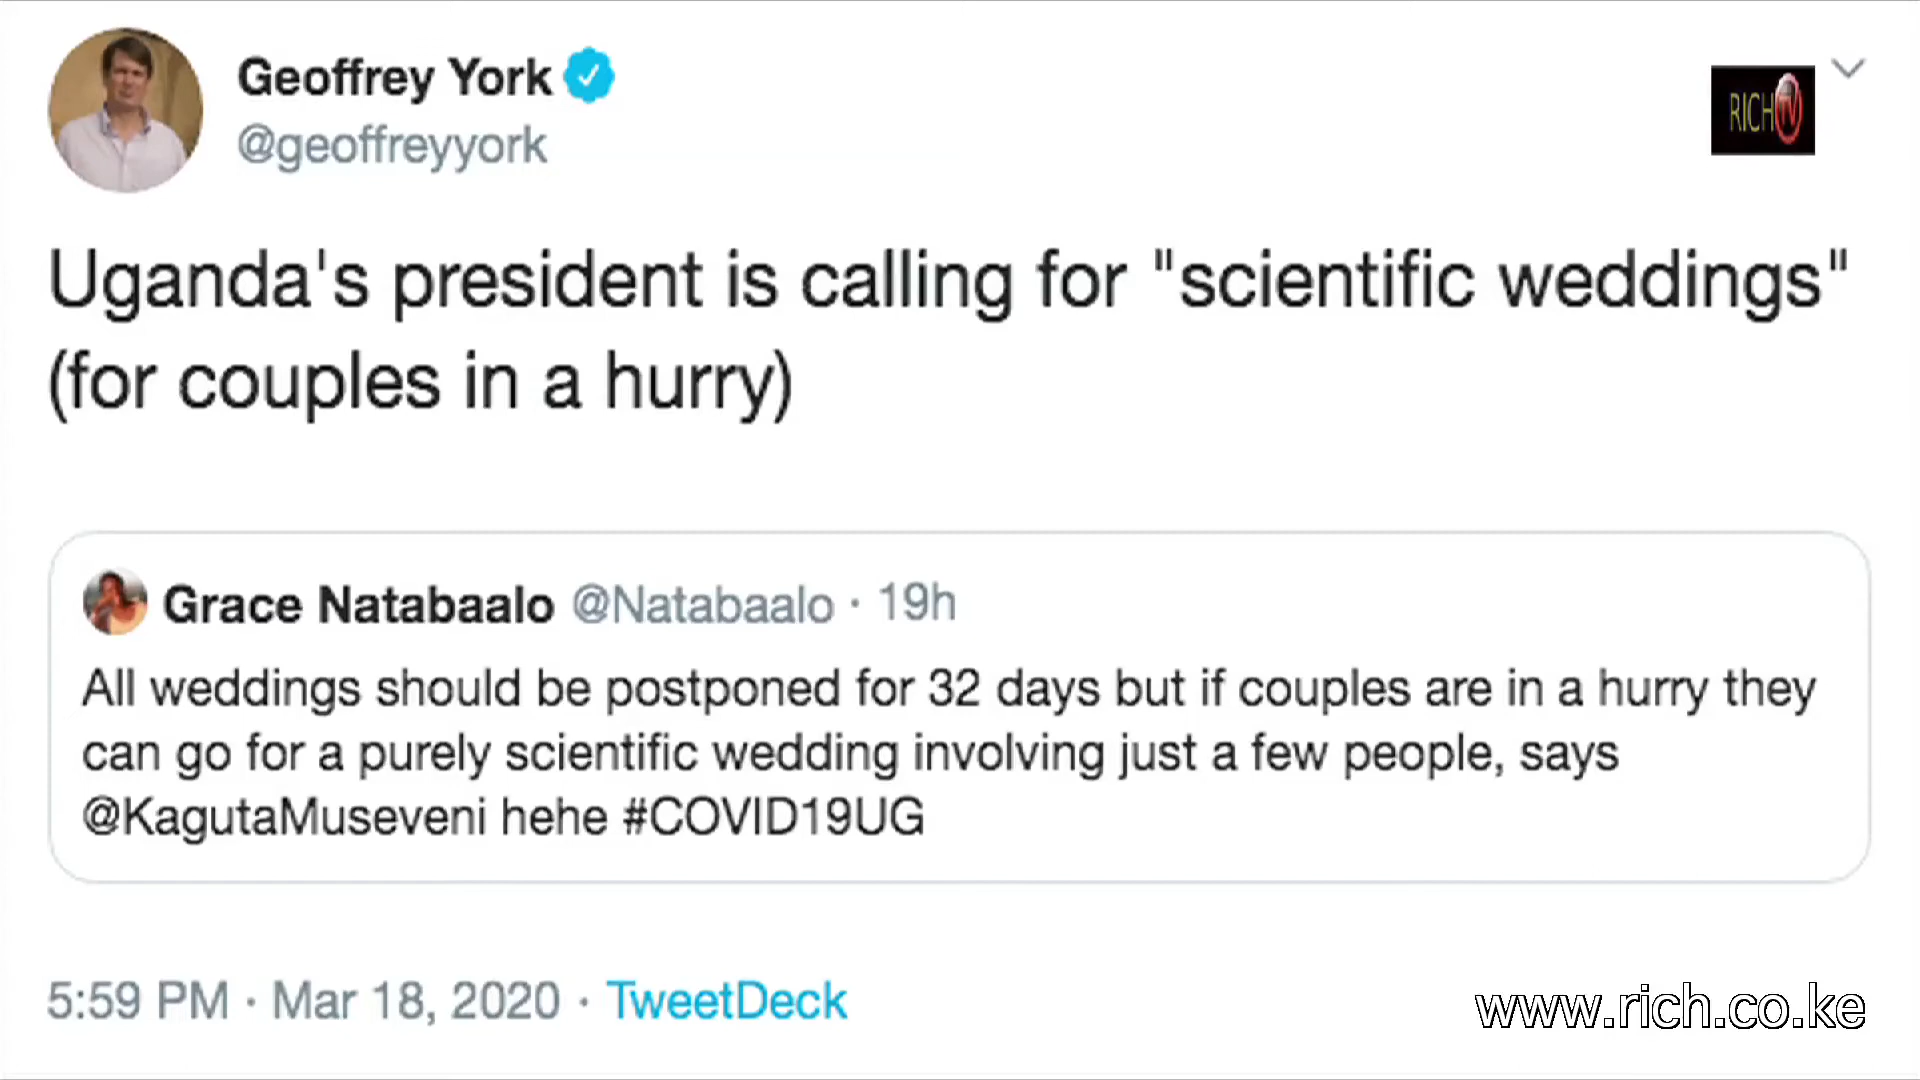 Geoffrey York
@geoffreyyork
RICHTV
Uganda's president is calling for "scientific weddings"
(for couples in a hurry)
Grace Natabaalo @Natabaalo · 19h
All weddings should be postponed for 32 days but if couples are in a hurry they
can go for a purely scientific wedding involving just a few people, says
@KagutaMuseveni hehe #COVID19UG
5:59 PM · Mar 18, 2020 · TweetDeck
www.rich.co.ke